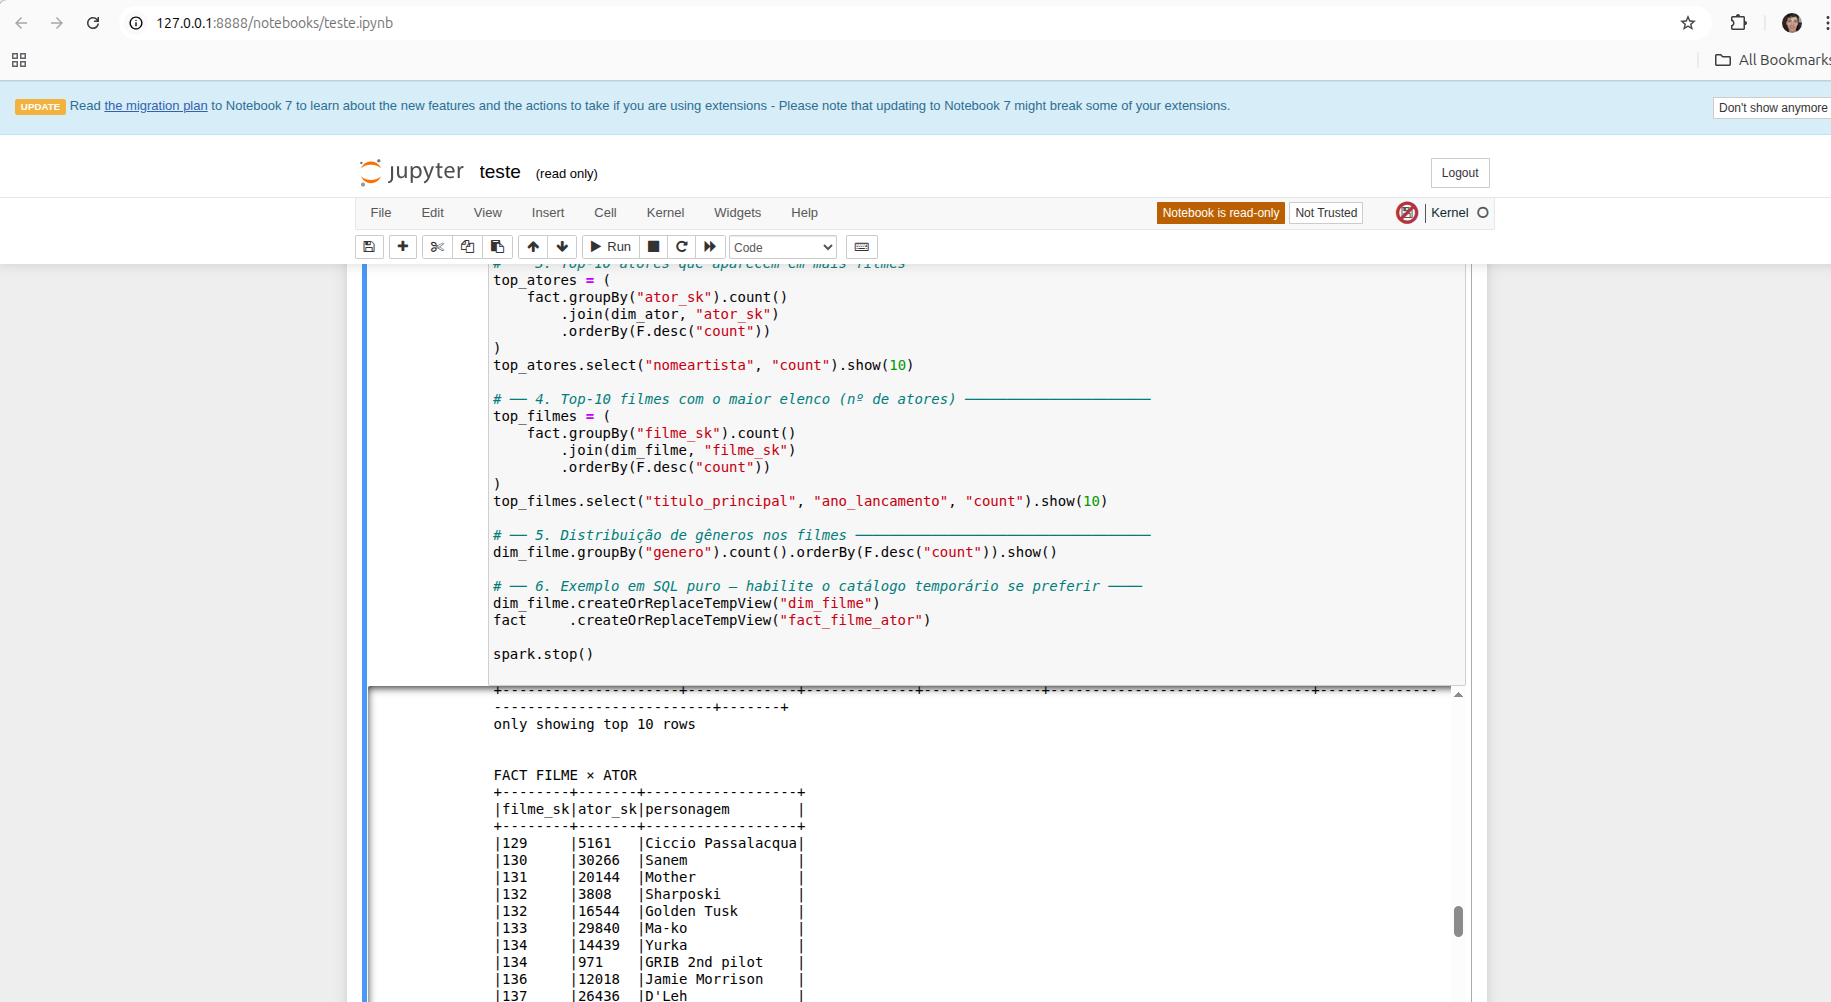 127.0.0.1:8888/notebooks/teste.ipynb
All Bookmarks
UPDATE Read the migration plan to Notebook 7 to learn about the new features and the actions to take if you are using extensions - Please note that updating to Notebook 7 might break some of your extensions.
Don't show anymore
jupyter teste (read only)
Logout
File Edit View Insert Cell Kernel Widgets Help
Notebook is read-only Not Trusted Kernel
Run Code
# 3. Top-10 atores que aparecem em mais filmes
top_atores = (
    fact.groupBy("ator_sk").count()
        .join(dim_ator, "ator_sk")
        .orderBy(F.desc("count"))
)
top_atores.select("nomeartista", "count").show(10)
# ── 4. Top-10 filmes com o maior elenco (nº de atores) ──────────────────────
top_filmes = (
    fact.groupBy("filme_sk").count()
        .join(dim_filme, "filme_sk")
        .orderBy(F.desc("count"))
)
top_filmes.select("titulo_principal", "ano_lancamento", "count").show(10)
# ── 5. Distribuição de gêneros nos filmes ───────────────────────────────────
dim_filme.groupBy("genero").count().orderBy(F.desc("count")).show()
# ── 6. Exemplo em SQL puro – habilite o catálogo temporário se preferir ────
dim_filme.createOrReplaceTempView("dim_filme")
fact     .createOrReplaceTempView("fact_filme_ator")
spark.stop()
+---------------------+-------------+-------------+--------------+-------------------------------+--------------
--------------------------+-------+
only showing top 10 rows
FACT FILME × ATOR
+--------+-------+------------------+
|filme_sk|ator_sk|personagem        |
+--------+-------+------------------+
|129     |5161   |Ciccio Passalacqua|
|130     |30266  |Sanem             |
|131     |20144  |Mother            |
|132     |3808   |Sharposki         |
|132     |16544  |Golden Tusk       |
|133     |29840  |Ma-ko             |
|134     |14439  |Yurka             |
|134     |971    |GRIB 2nd pilot    |
|136     |12018  |Jamie Morrison    |
|137     |26436  |D'Leh             |